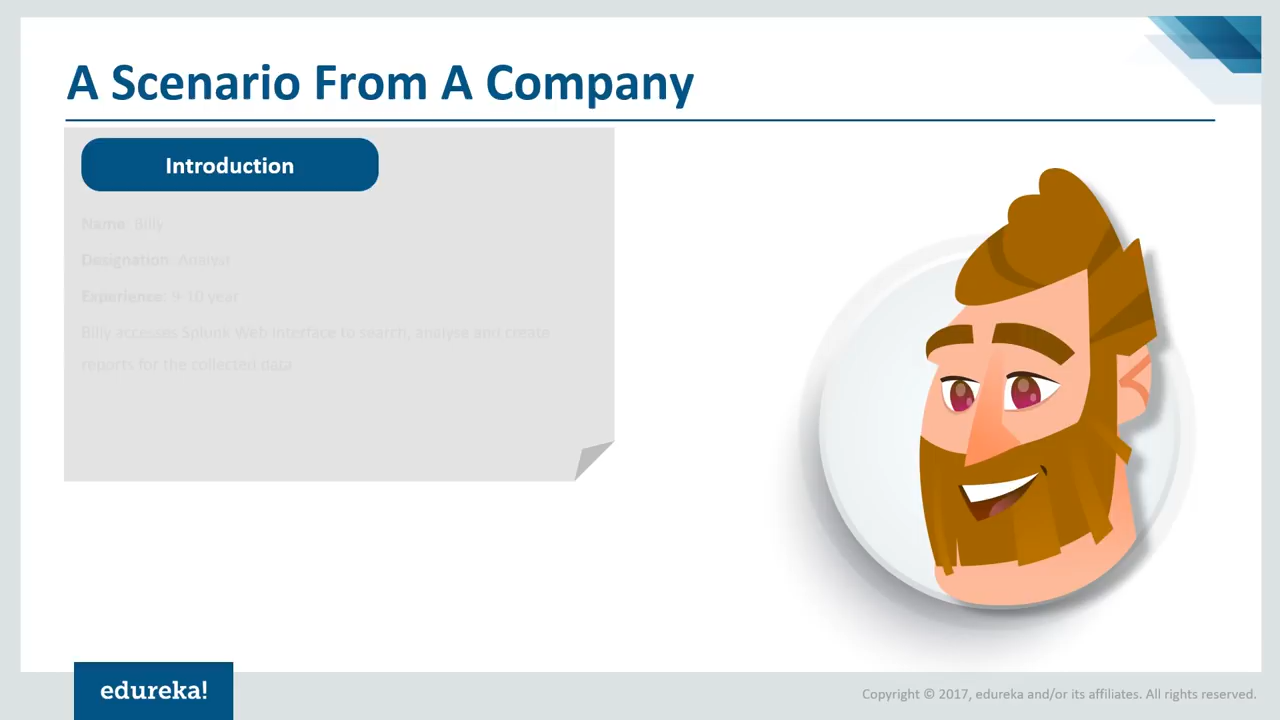 A Scenario From A Company
Introduction
Name: Billy
Designation: Analyst
Experience: 9-10 year
Billy accesses Splunk Web Interface to search, analyse and create
reports for the collected data
edureka!
Copyright © 2017, edureka and/or its affiliates. All rights reserved.